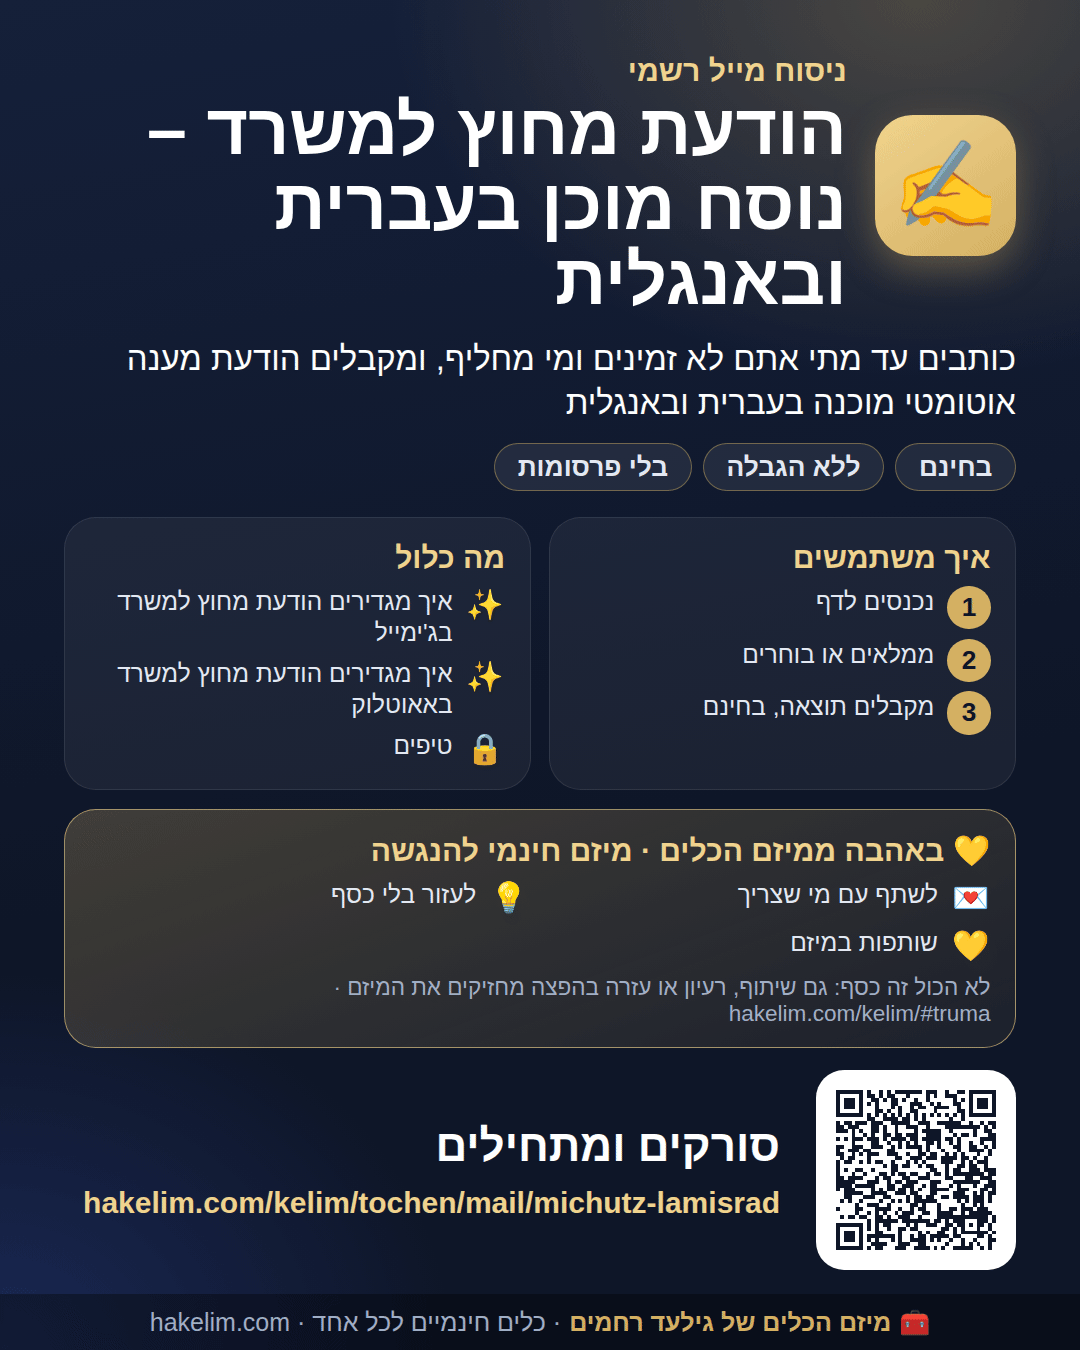 ניסוח מייל רשמי
הודעת מחוץ למשרד –
נוסח מוכן בעברית
ובאנגלית
כותבים עד מתי אתם לא זמינים ומי מחליף, ומקבלים הודעת מענה
אוטומטי מוכנה בעברית ובאנגלית
בחינם
ללא הגבלה
בלי פרסומות
איך משתמשים
1 נכנסים לדף
2 ממלאים או בוחרים
3 מקבלים תוצאה, בחינם
מה כלול
איך מגדירים הודעת מחוץ למשרד
בג'ימייל
איך מגדירים הודעת מחוץ למשרד
באאוטלוק
טיפים
באהבה ממיזם הכלים · מיזם חינמי להנגשה
לשתף עם מי שצריך
לעזור בלי כסף
שותפות במיזם
לא הכול זה כסף: גם שיתוף, רעיון או עזרה בהפצה מחזיקים את המיזם ·
hakelim.com/kelim/#truma
סורקים ומתחילים
hakelim.com/kelim/tochen/mail/michutz-lamisrad
מיזם הכלים של גילעד רחמים · כלים חינמיים לכל אחד · hakelim.com